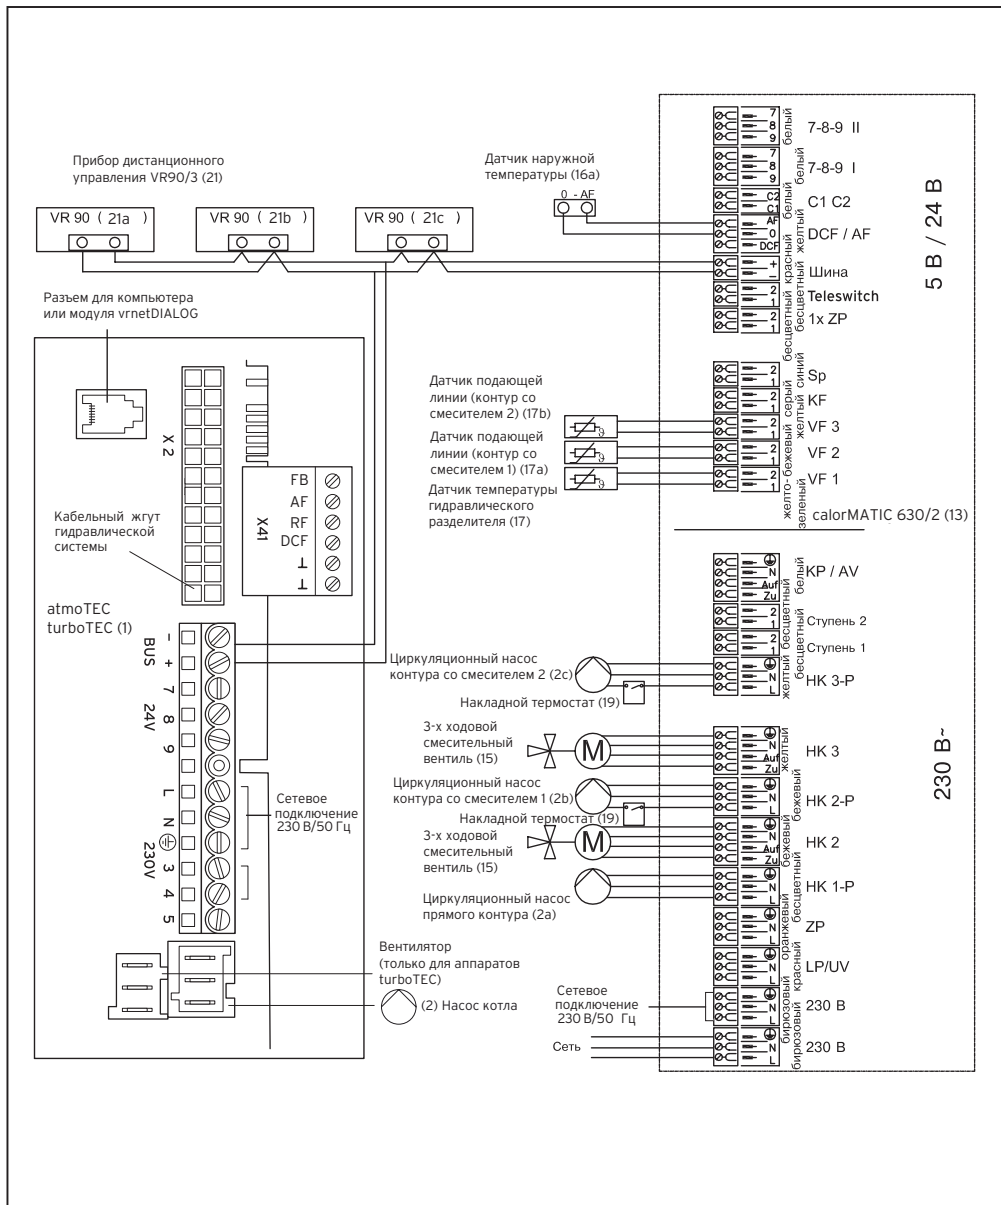 Прибор дистанционного
управления VR90/3 (21)
VR 90 ( 21a )
VR 90 ( 21b )
VR 90 ( 21c )
Датчик наружной
температуры (16a)
0 - AF
Разъем для компьютера
или модуля vrnetDIALOG
X 2
Кабельный жгут
гидравлической
системы
X41
FB
AF
RF
DCF
⊥
⊥
atmoTEC
turboTEC (1)
BUS
24V
230V
-
+
7
8
9
L
N
3
4
5
Сетевое
подключение
230 В/50 Гц
Вентилятор
(только для аппаратов
turboTEC)
(2) Насос котла
Датчик подающей
линии (контур со
смесителем 2) (17b)
Датчик подающей
линии (контур со
смесителем 1) (17a)
Датчик температуры
гидравлического
разделителя (17)
Циркуляционный насос
контура со смесителем 2 (2c)
Накладной термостат (19)
3-х ходовой
смесительный
вентиль (15)
M
Циркуляционный насос
контура со смесителем 1 (2b)
Накладной термостат (19)
3-х ходовой
смесительный
вентиль (15)
M
Циркуляционный насос
прямого контура (2a)
Сетевое
подключение
230 В/50 Гц
Сеть
5 В / 24 В
7
8
9
белый
7-8-9 II
7
8
9
белый
7-8-9 I
C2
C1
белый
C1 C2
AF
0
DCF
желтый
DCF / AF
+
-
красный
Шина
2
1
бесцветный
Teleswitch
2
1
бесцветный
1x ZP
2
1
синий
Sp
2
1
серый
KF
2
1
желтый
VF 3
2
1
бежевый
VF 2
2
1
желто-
зеленый
VF 1
calorMATIC 630/2 (13)
230 В~
N
Auf
Zu
белый
KP / AV
2
1
бесцветный
Ступень 2
2
1
бесцветный
Ступень 1
N
L
желтый
HK 3-P
N
Auf
Zu
желтый
HK 3
N
L
бежевый
HK 2-P
N
Auf
Zu
бежевый
HK 2
N
L
бесцветный
HK 1-P
N
L
оранжевый
ZP
N
L
красный
LP/UV
N
L
бирюзовый
230 В
N
L
бирюзовый
230 В